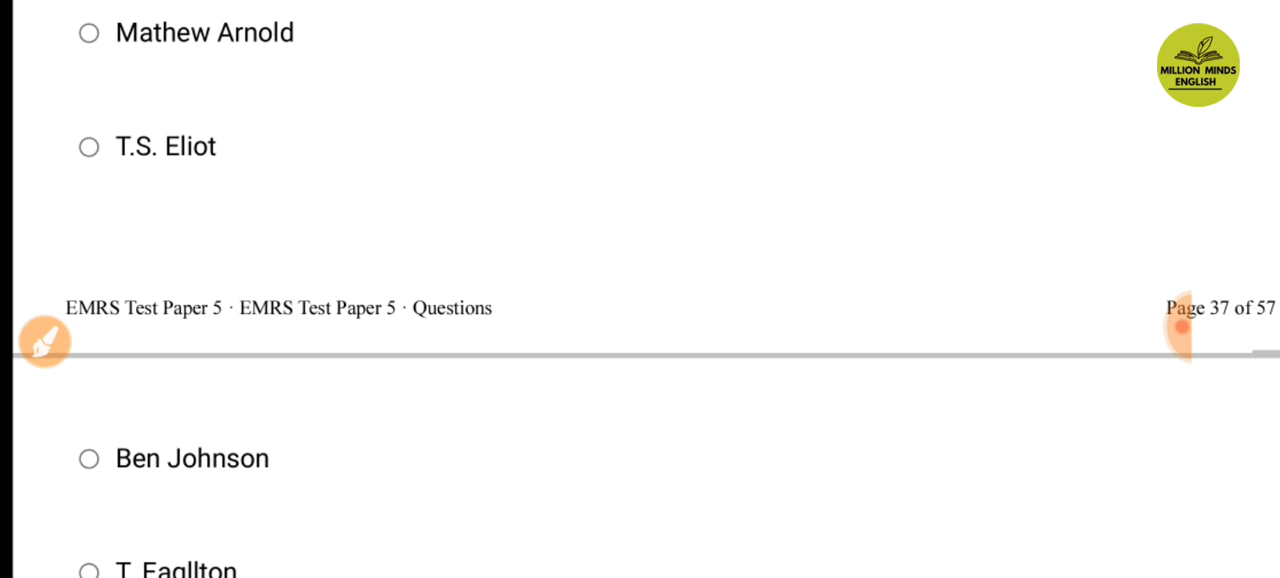 Mathew Arnold
MILLION MINDS
ENGLISH
T.S. Eliot
EMRS Test Paper 5 · EMRS Test Paper 5 · Questions
Page 37 of 57
Ben Johnson
T. Eagllton